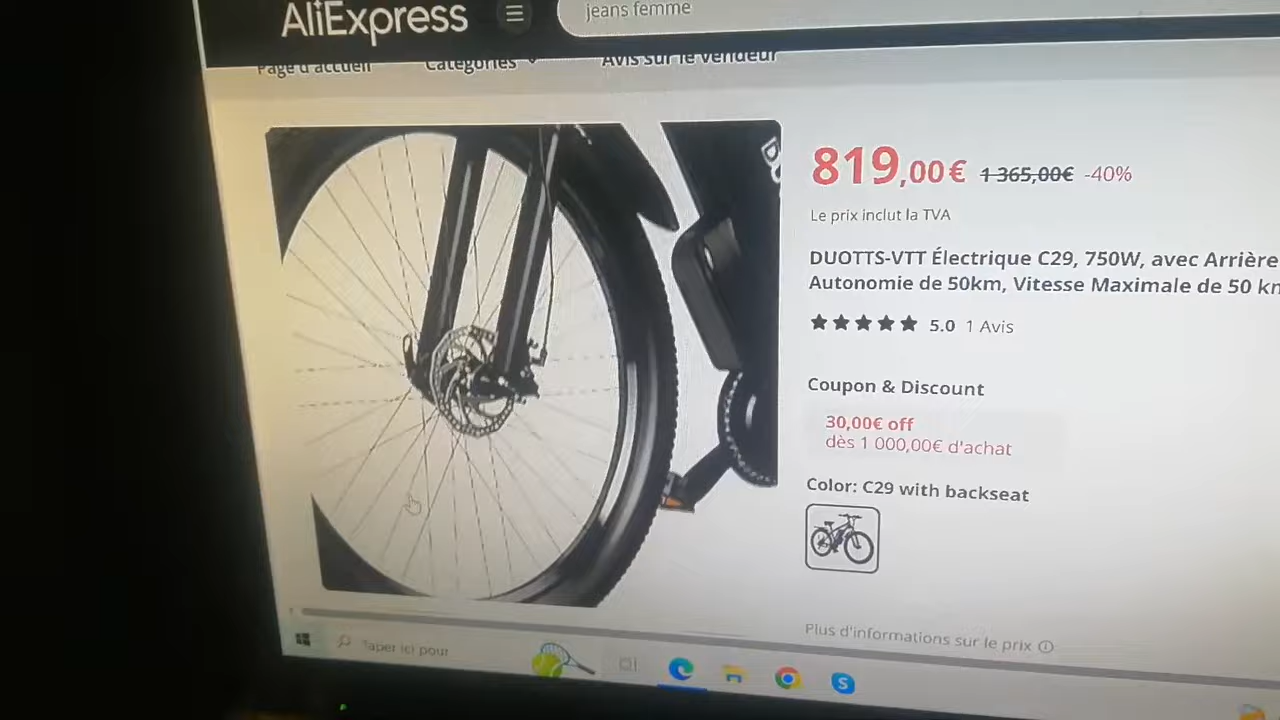 AliExpress
jeans femme
Page d'accueil
Catégories
Avis sur le vendeur
819,00€ 1 365,00€ -40%
Le prix inclut la TVA
DUOTTS-VTT Électrique C29, 750W, avec Arrière
Autonomie de 50km, Vitesse Maximale de 50 km
5.0 1 Avis
Coupon & Discount
30,00€ off
dès 1 000,00€ d'achat
Color: C29 with backseat
Plus d'informations sur le prix
Taper ici pour